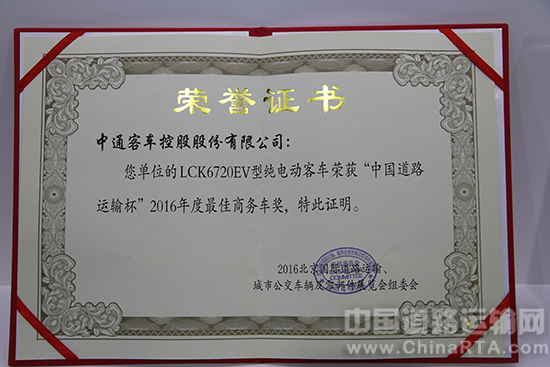 荣誉证书
中通客车控股股份有限公司：
您单位的LCK6720EV型纯电动客车荣获“中国道路
运输杯”2016年度最佳商务车奖，特此证明。
2016北京国际道路运输、
城市公交车辆及零部件展览会组委会
COMMITTEE
中国道路运输网
www.ChinaRTA.com